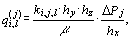 q_{i,l}^{(j)} = \frac{k_{i,j,l} \cdot h_y \cdot h_z}{\mu} \cdot \frac{\Delta P_j}{h_x},